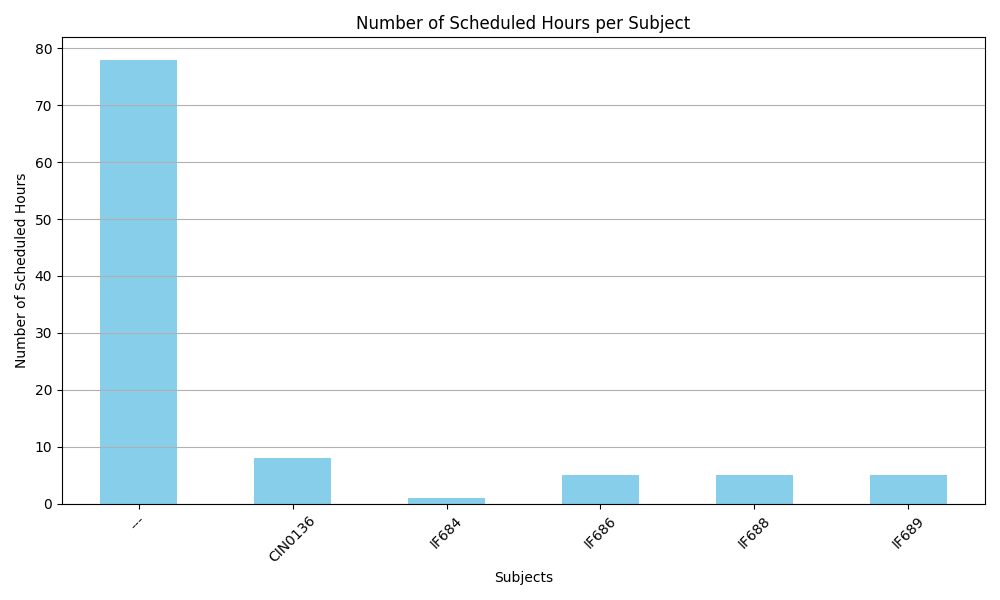 Number of Scheduled Hours per Subject
Number of Scheduled Hours
80
70
60
50
40
30
20
10
0
---
CIN0136
IF684
IF686
IF688
IF689
Subjects